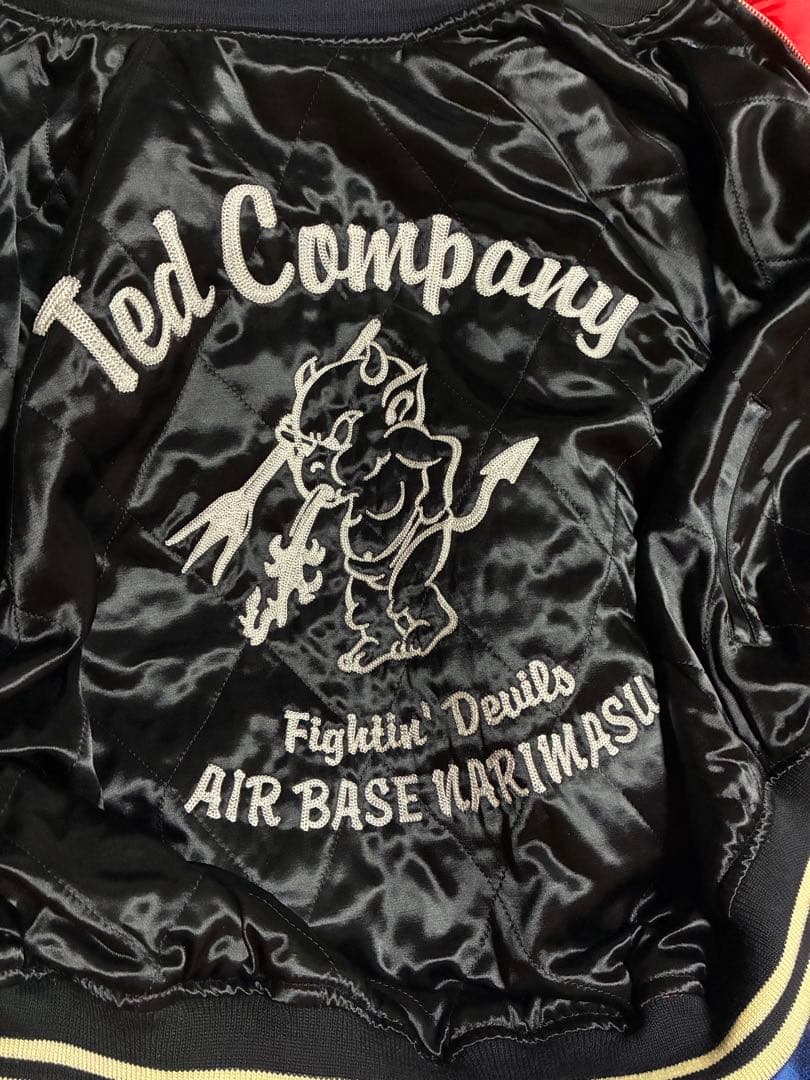 Ted Company
Fightin' Devils
AIR BASE NARIMASU